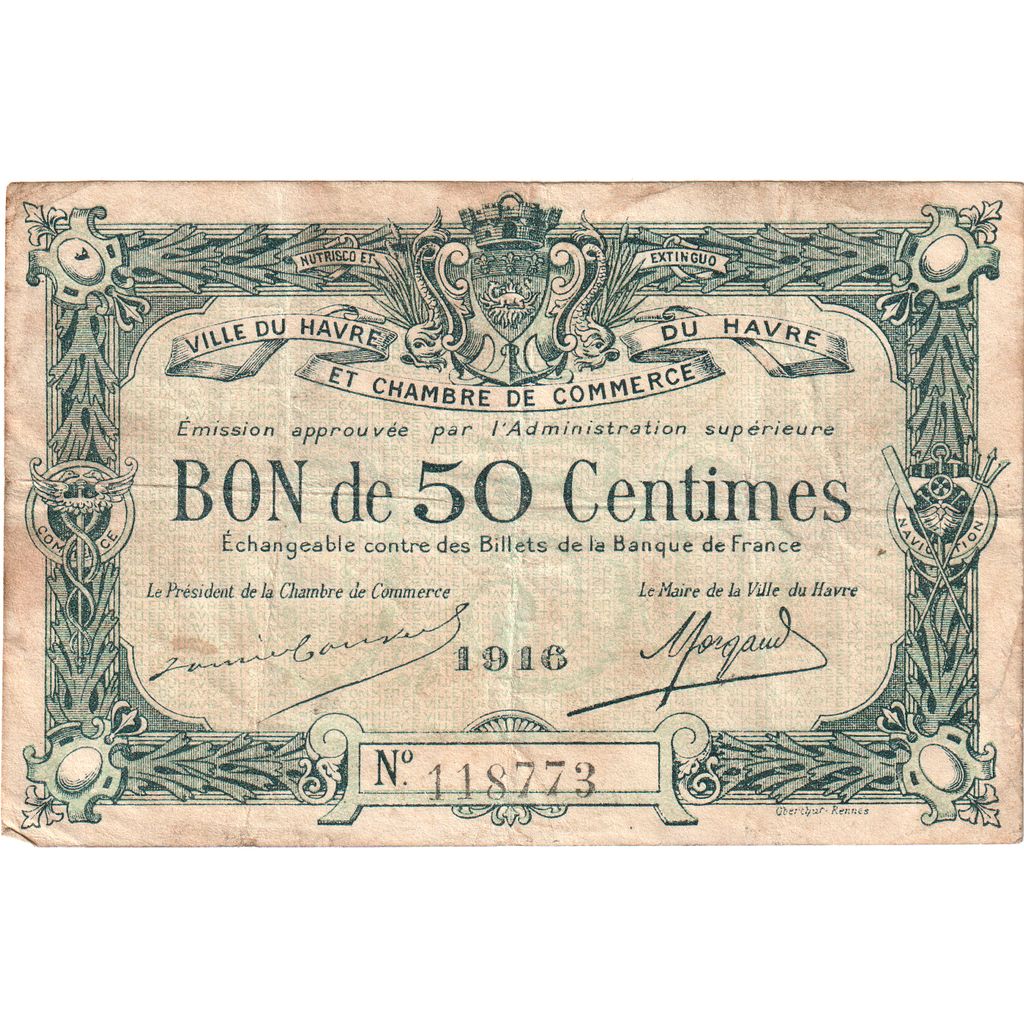 NUTRISCO ET EXTINGUO
VILLE DU HAVRE
ET CHAMBRE DE COMMERCE
DU HAVRE
Émission approuvée par l'Administration supérieure
BON de 50 Centimes
Échangeable contre des Billets de la Banque de France
COMMERCE
NAVIGATION
Le Président de la Chambre de Commerce
Le Maire de la Ville du Havre
Morgand
1916
Nº. 118773
Oberthur - Rennes